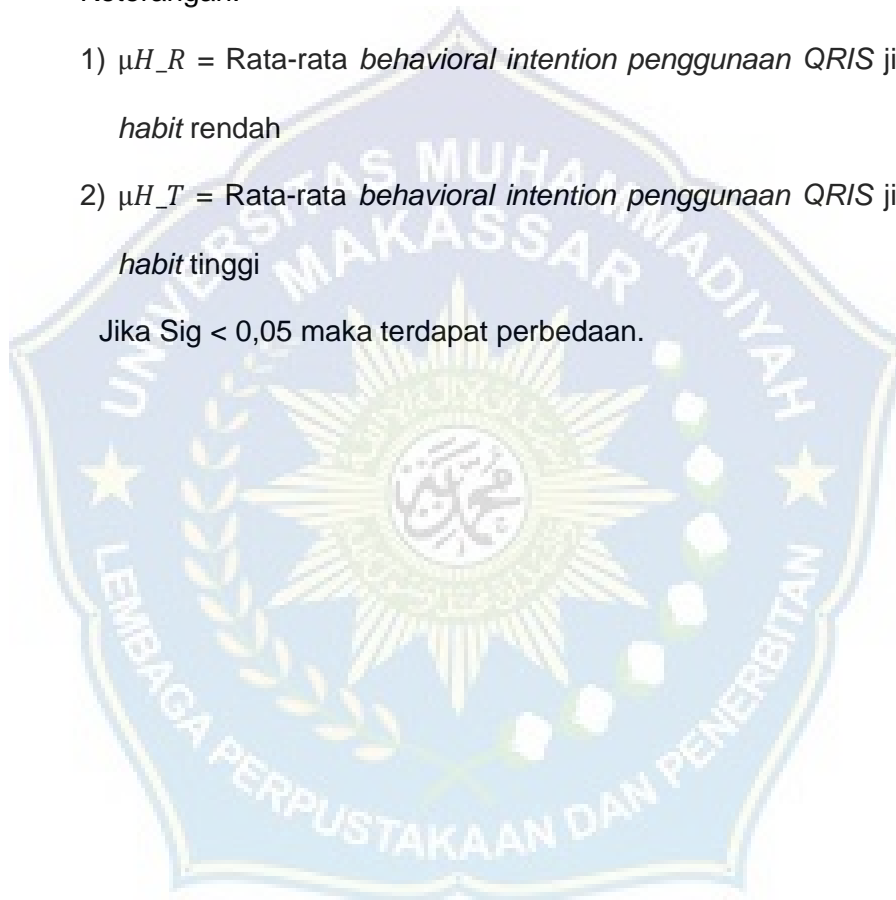 1) μH_R = Rata-rata behavioral intention penggunaan QRIS ji
habit rendah
2) μH_T = Rata-rata behavioral intention penggunaan QRIS ji
habit tinggi
Jika Sig < 0,05 maka terdapat perbedaan.
UNIVERSITAS MUHAMMADIYAH
MAKASSAR
LEMBAGA PERPUSTAKAAN DAN PENERBITAN